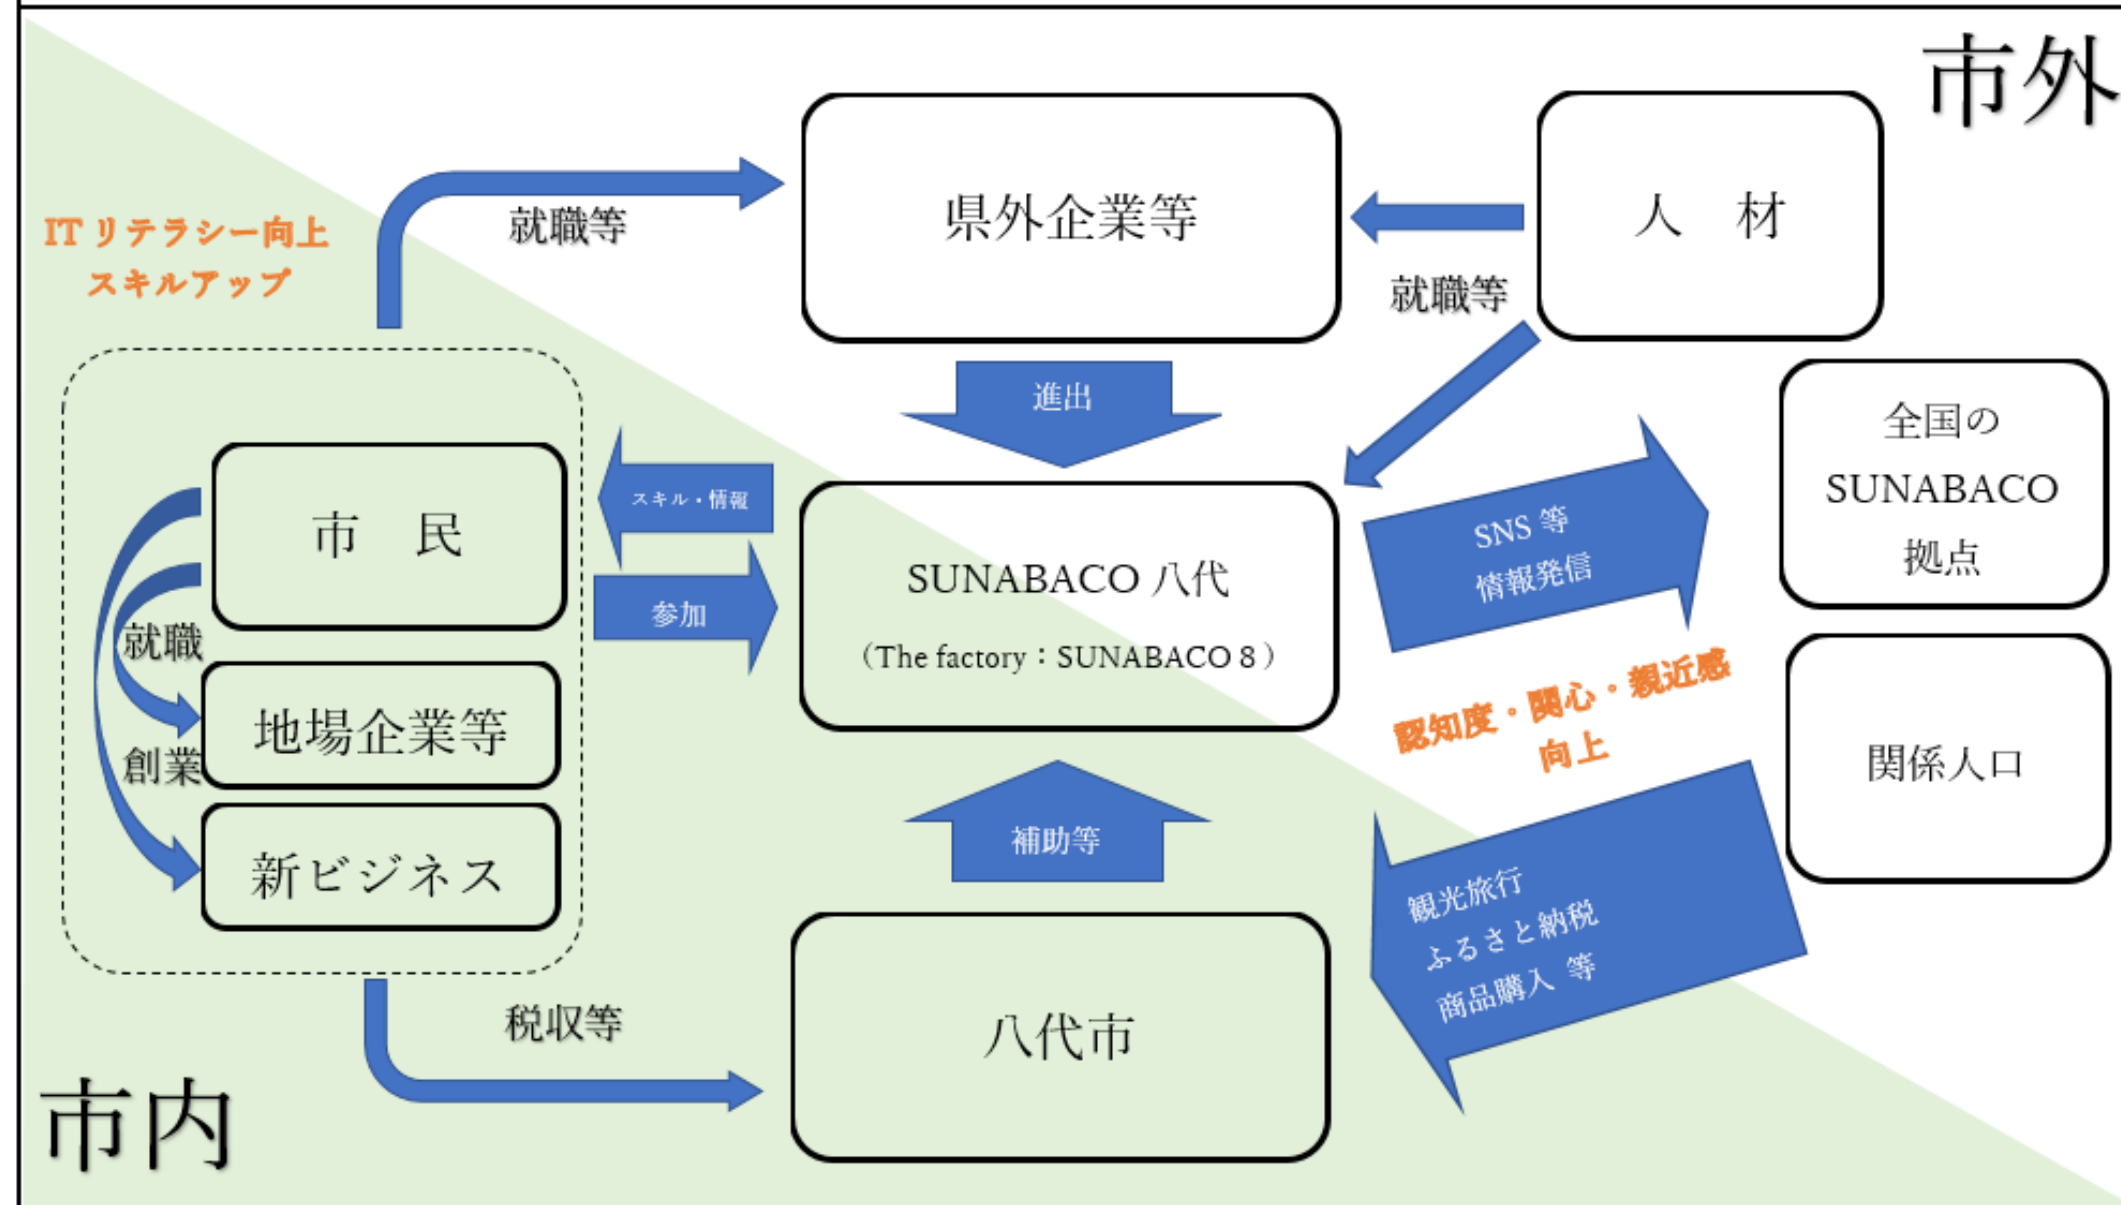 市外
県外企業等
人　材
就職等
IT リテラシー向上
スキルアップ
就職等
進出
全国の
SUNABACO
拠点
市　民
スキル・情報
参加
SUNABACO 八代
（The factory：SUNABACO 8）
SNS 等
情報発信
就職
地場企業等
創業
新ビジネス
認知度・関心・親近感
向上
関係人口
補助等
観光旅行
ふるさと納税
商品購入 等
税収等
八代市
市内